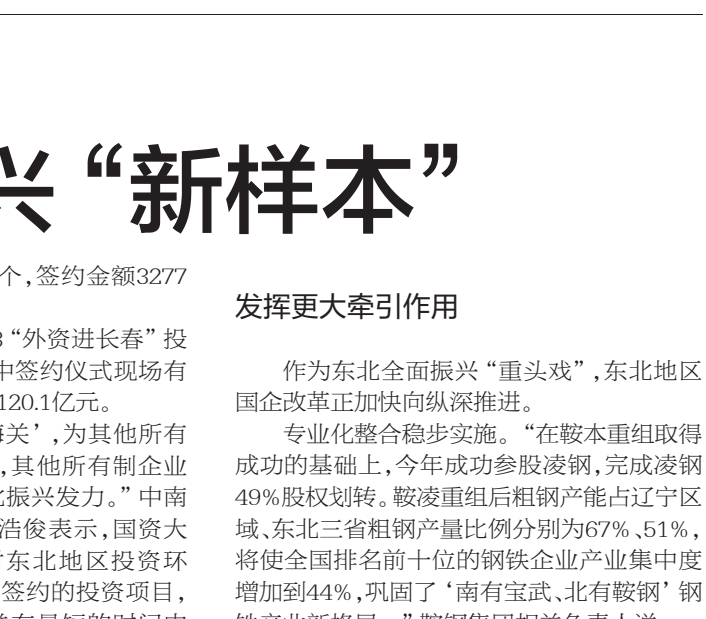 兴“新样本”
个,签约金额3277
“外资进长春”投
中签约仪式现场有
120.1亿元。
海关’,为其他所有
,其他所有制企业
振兴发力。”中南
浩俊表示,国资大
东北地区投资环
签约的投资项目,
发挥更大牵引作用
作为东北全面振兴“重头戏”,东北地区
国企改革正加快向纵深推进。
专业化整合稳步实施。“在鞍本重组取得
成功的基础上,今年成功参股凌钢,完成凌钢
49%股权划转。鞍凌重组后粗钢产能占辽宁区
域、东北三省粗钢产量比例分别为67%、51%,
将使全国排名前十位的钢铁企业产业集中度
增加到44%,巩固了‘南有宝武、北有鞍钢’钢